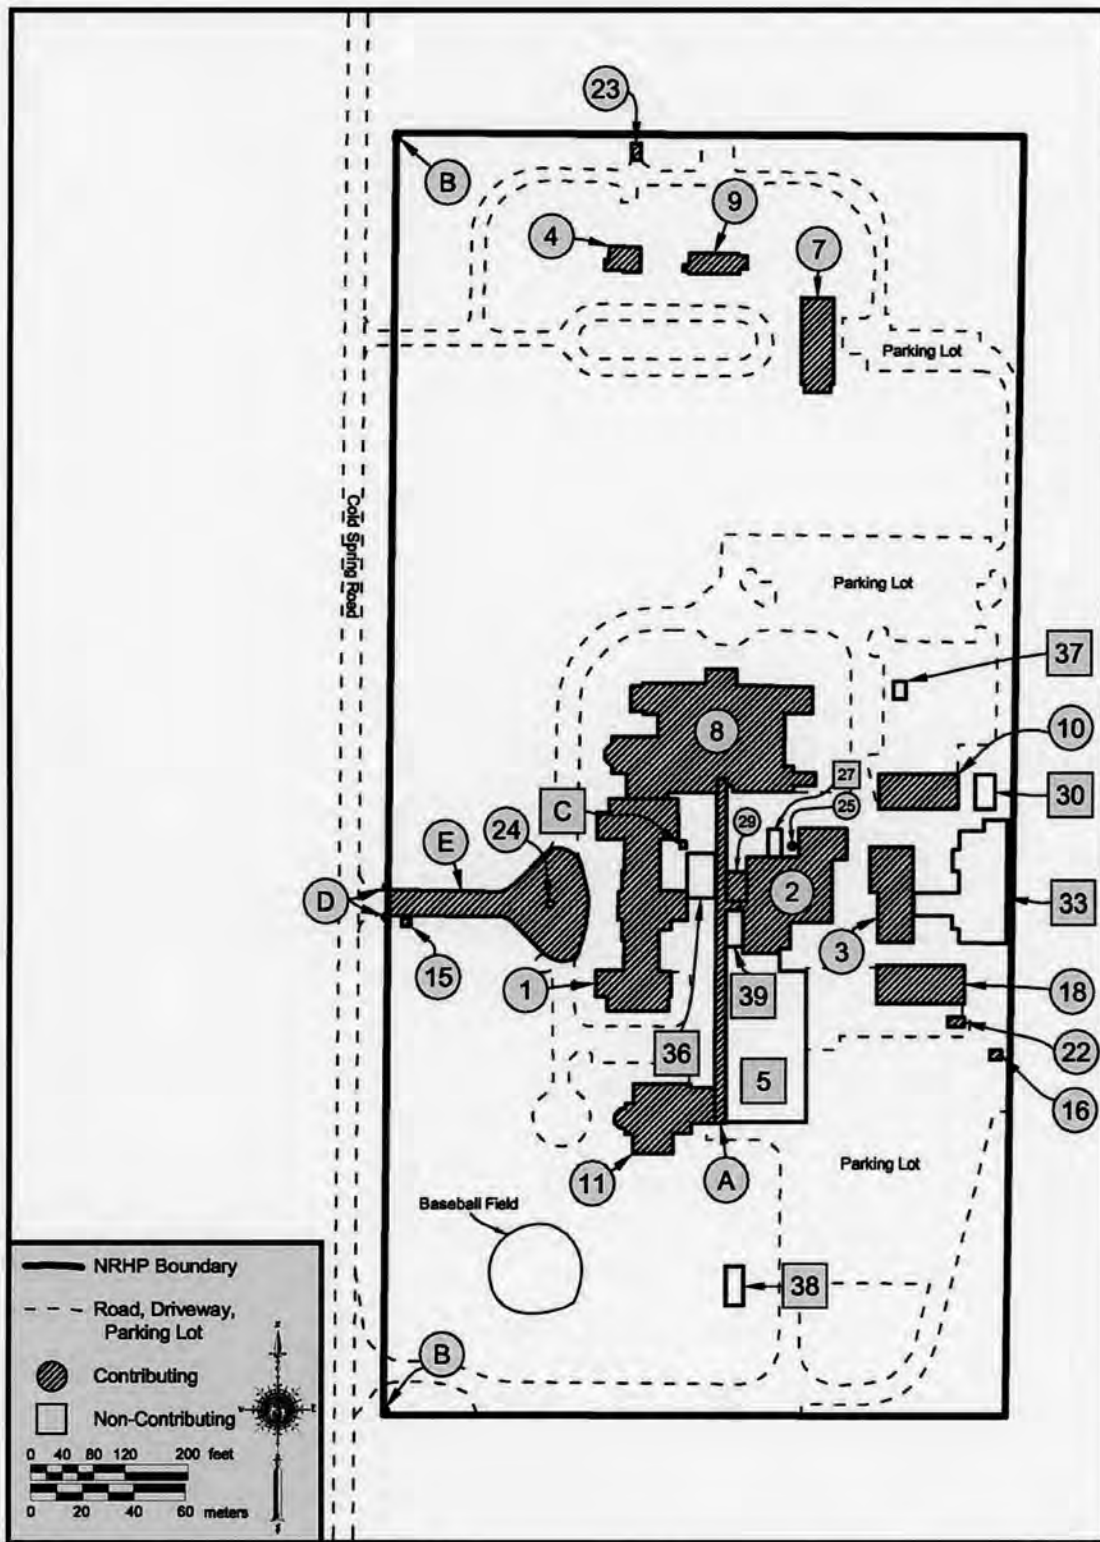 23
B
9
4
7
Parking Lot
Cold Spring Road
Parking Lot
37
8
10
27
C
25
30
24
29
E
2
D
33
3
15
1
39
18
36
22
5
16
11
A
Parking Lot
Baseball Field
38
B
NRHP Boundary
Road, Driveway,
Parking Lot
Contributing
Non-Contributing
0 40 80 120 200 feet
0 20 40 60 meters
E
S